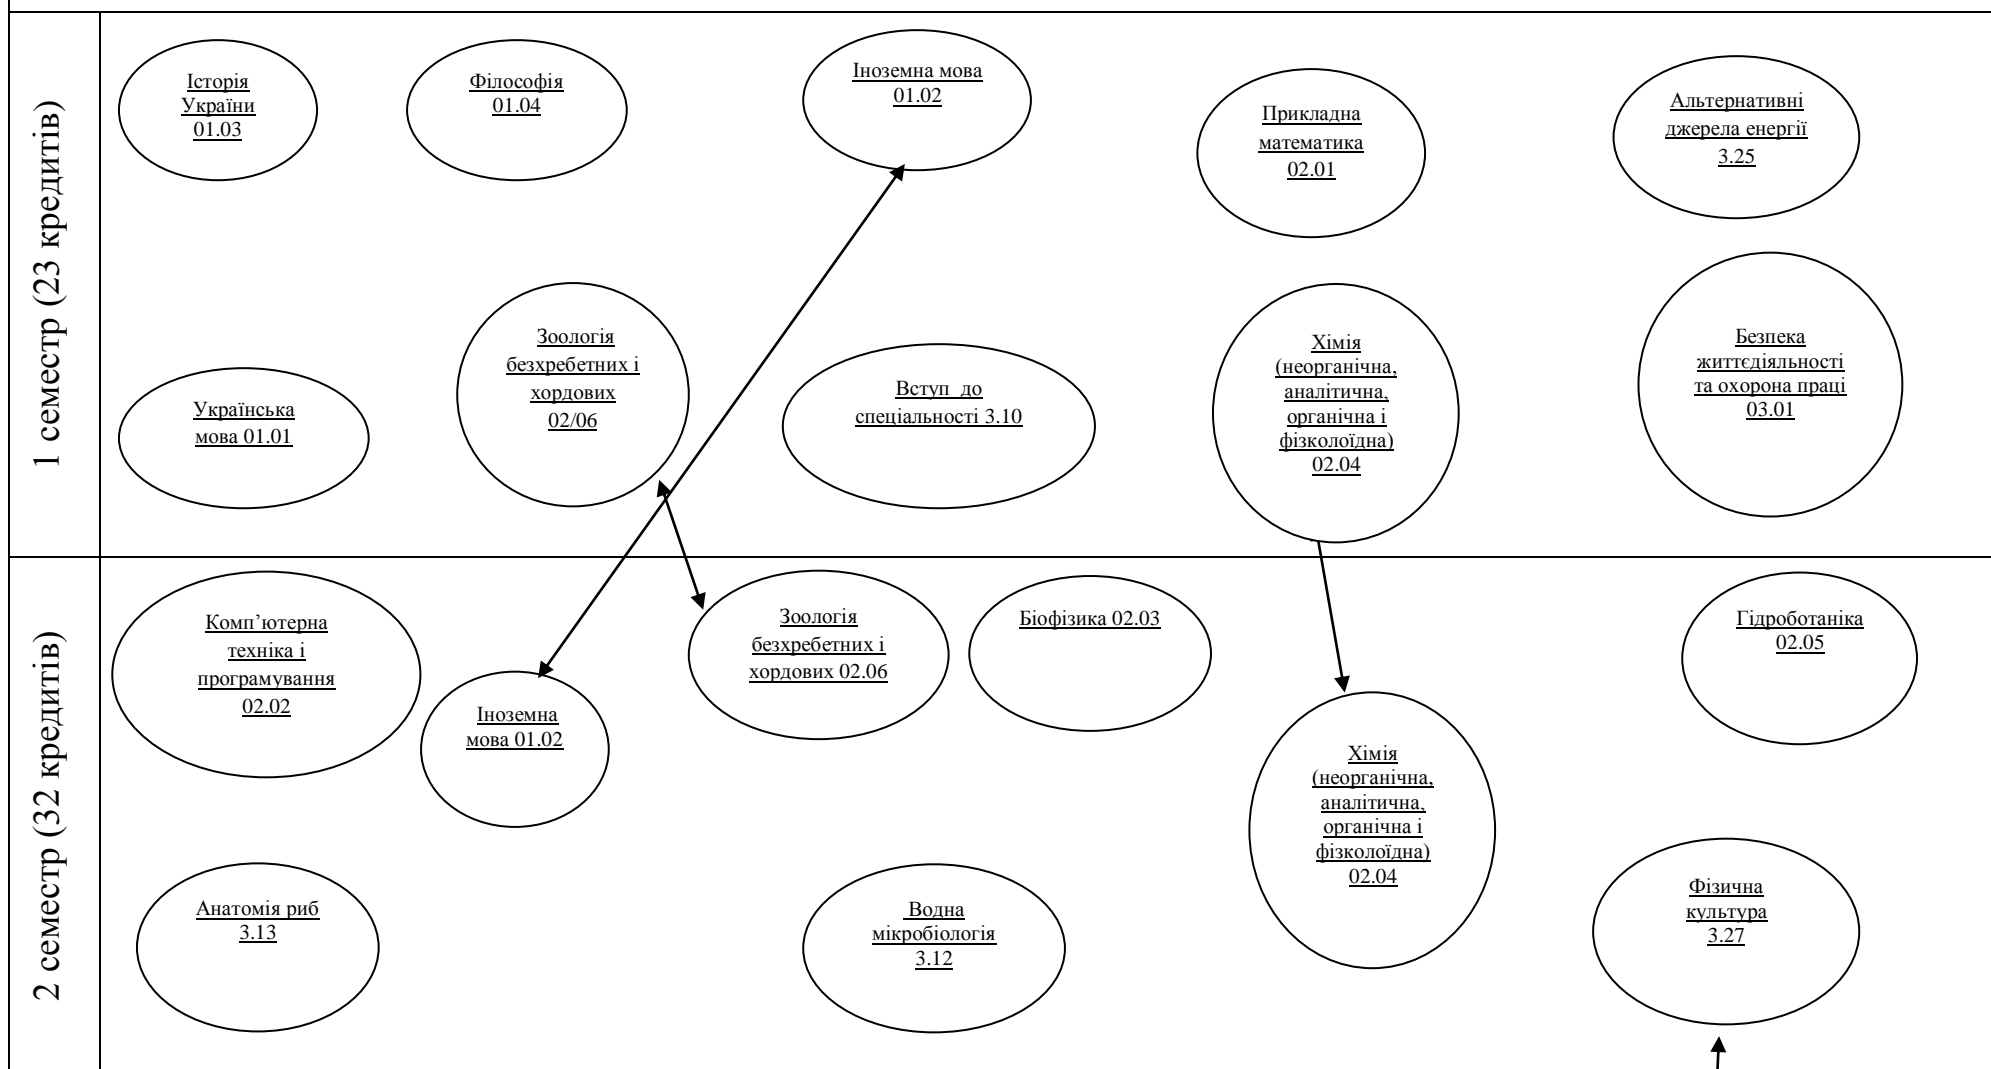 1 семестр (23 кредитів)
Історія
України
01.03
Філософія
01.04
Іноземна мова
01.02
Прикладна
математика
02.01
Альтернативні
джерела енергії
3.25
Українська
мова 01.01
Зоологія
безхребетних і
хордових
02/06
Вступ до
спеціальності 3.10
Хімія
(неорганічна,
аналітична,
органічна і
фізколоїдна)
02.04
Безпека
життєдіяльності
та охорона праці
03.01
2 семестр (32 кредитів)
Комп’ютерна
техніка і
програмування
02.02
Іноземна
мова 01.02
Зоологія
безхребетних і
хордових 02.06
Біофізика 02.03
Хімія
(неорганічна,
аналітична,
органічна і
фізколоїдна)
02.04
Гідроботаніка
02.05
Анатомія риб
3.13
Водна
мікробіологія
3.12
Фізична
культура
3.27